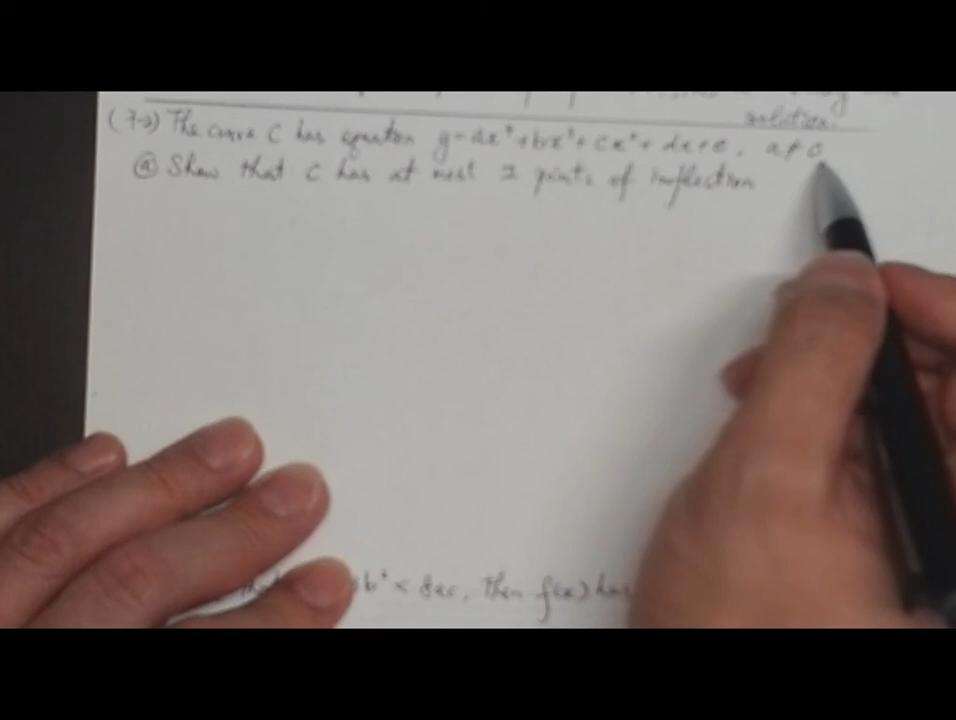 solution.
(7-2) The curve C has equation y=ax⁴+bx³+cx²+dx+e, a≠0
ⓐ Show that C has at most 2 points of inflection
b² < 8ac, then f(x) has